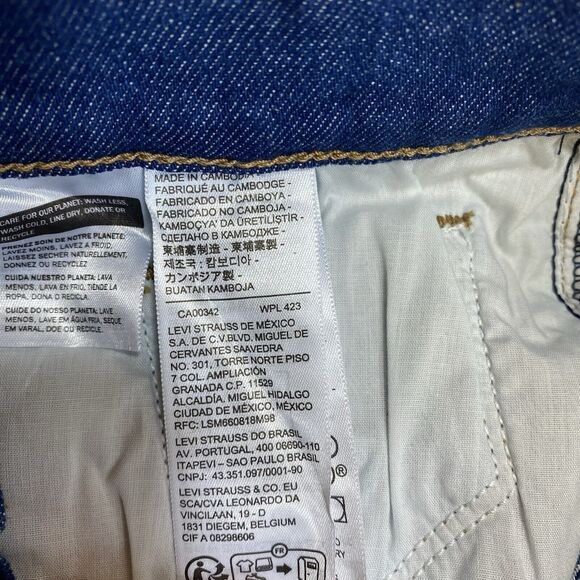 CARE FOR OUR PLANET: WASH LESS,
WASH COLD, LINE DRY, DONATE OR
RECYCLE
PRENEZ SOIN DE NOTRE PLANÈTE:
LAVEZ MOINS, LAVEZ A FROID,
LAISSEZ SECHER NATURELLEMENT,
DONNEZ OU RECYCLEZ
CUIDA NUESTRO PLANETA: LAVA
MENOS, LAVA EN FRIO, TIENDE LA
ROPA, DONA O RECICLA.
CUIDE DO NOSSO PLANETA: LAVE
MENOS, LAVE EM ÁGUA FRIA, SEQUE
EM VARAL, DOE OU RECICLE.
MADE IN CAMBODIA -
FABRIQUÉ AU CAMBODGE -
FABRICADO EN CAMBOYA -
FABRICADO NO CAMBOJA -
KAMBOÇYA' DA ÜRETİLİŞTİR -
СДЕЛАНО В КАМБОДЖЕ -
柬埔寨制造 - 柬埔寨製 -
제조국 : 캄보디아 -
カンボジア製 -
BUATAN KAMBOJA
CA00342 WPL 423
LEVI STRAUSS DE MÉXICO
S.A. DE C.V.BLVD. MIGUEL DE
CERVANTES SAAVEDRA
NO. 301, TORRE NORTE PISO
7 COL. AMPLIACIÓN
GRANADA C.P. 11529
ALCALDÍA. MIGUEL HIDALGO
CIUDAD DE MÉXICO, MÉXICO
RFC: LSM660818M98
LEVI STRAUSS DO BRASIL
AV. PORTUGAL, 400 06690-110
ITAPEVI – SAO PAULO BRASIL
CNPJ: 43.351.097/0001-90
LEVI STRAUSS & CO. EU
SCA/CVA LEONARDO DA
VINCILAAN, 19 - D
1831 DIEGEM, BELGIUM
CIF A 08298606
FR